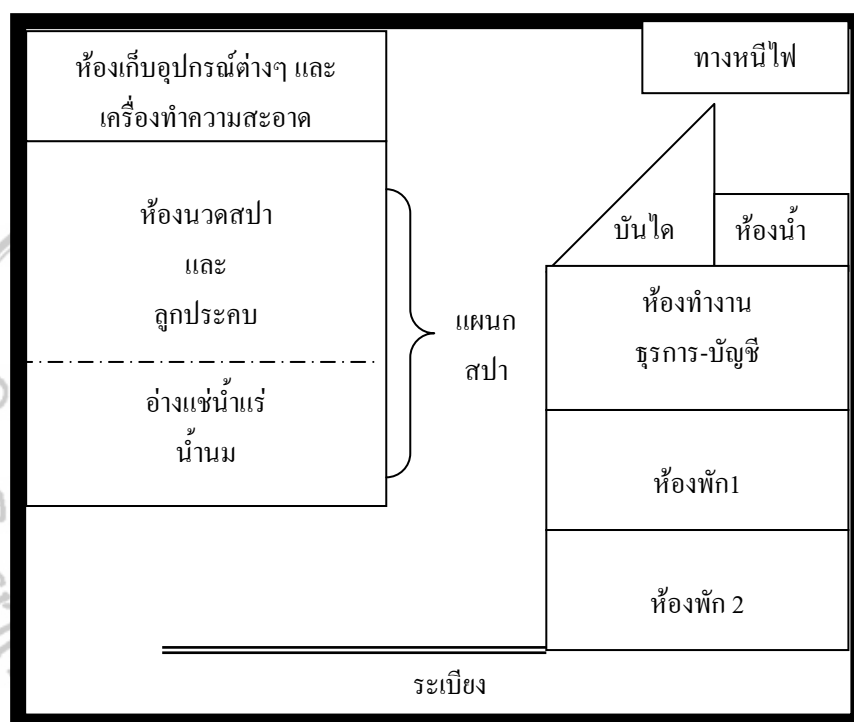 ห้องเก็บอุปกรณ์ต่างๆ และ
เครื่องทำความสะอาด
ทางหนีไฟ
ห้องนวดสปา
และ
ลูกประคบ
บันได
ห้องน้ำ
แผนก
สปา
ห้องทำงาน
ธุรการ-บัญชี
อ่างแช่น้ำแร่
น้ำนม
ห้องพัก1
ห้องพัก 2
ระเบียง